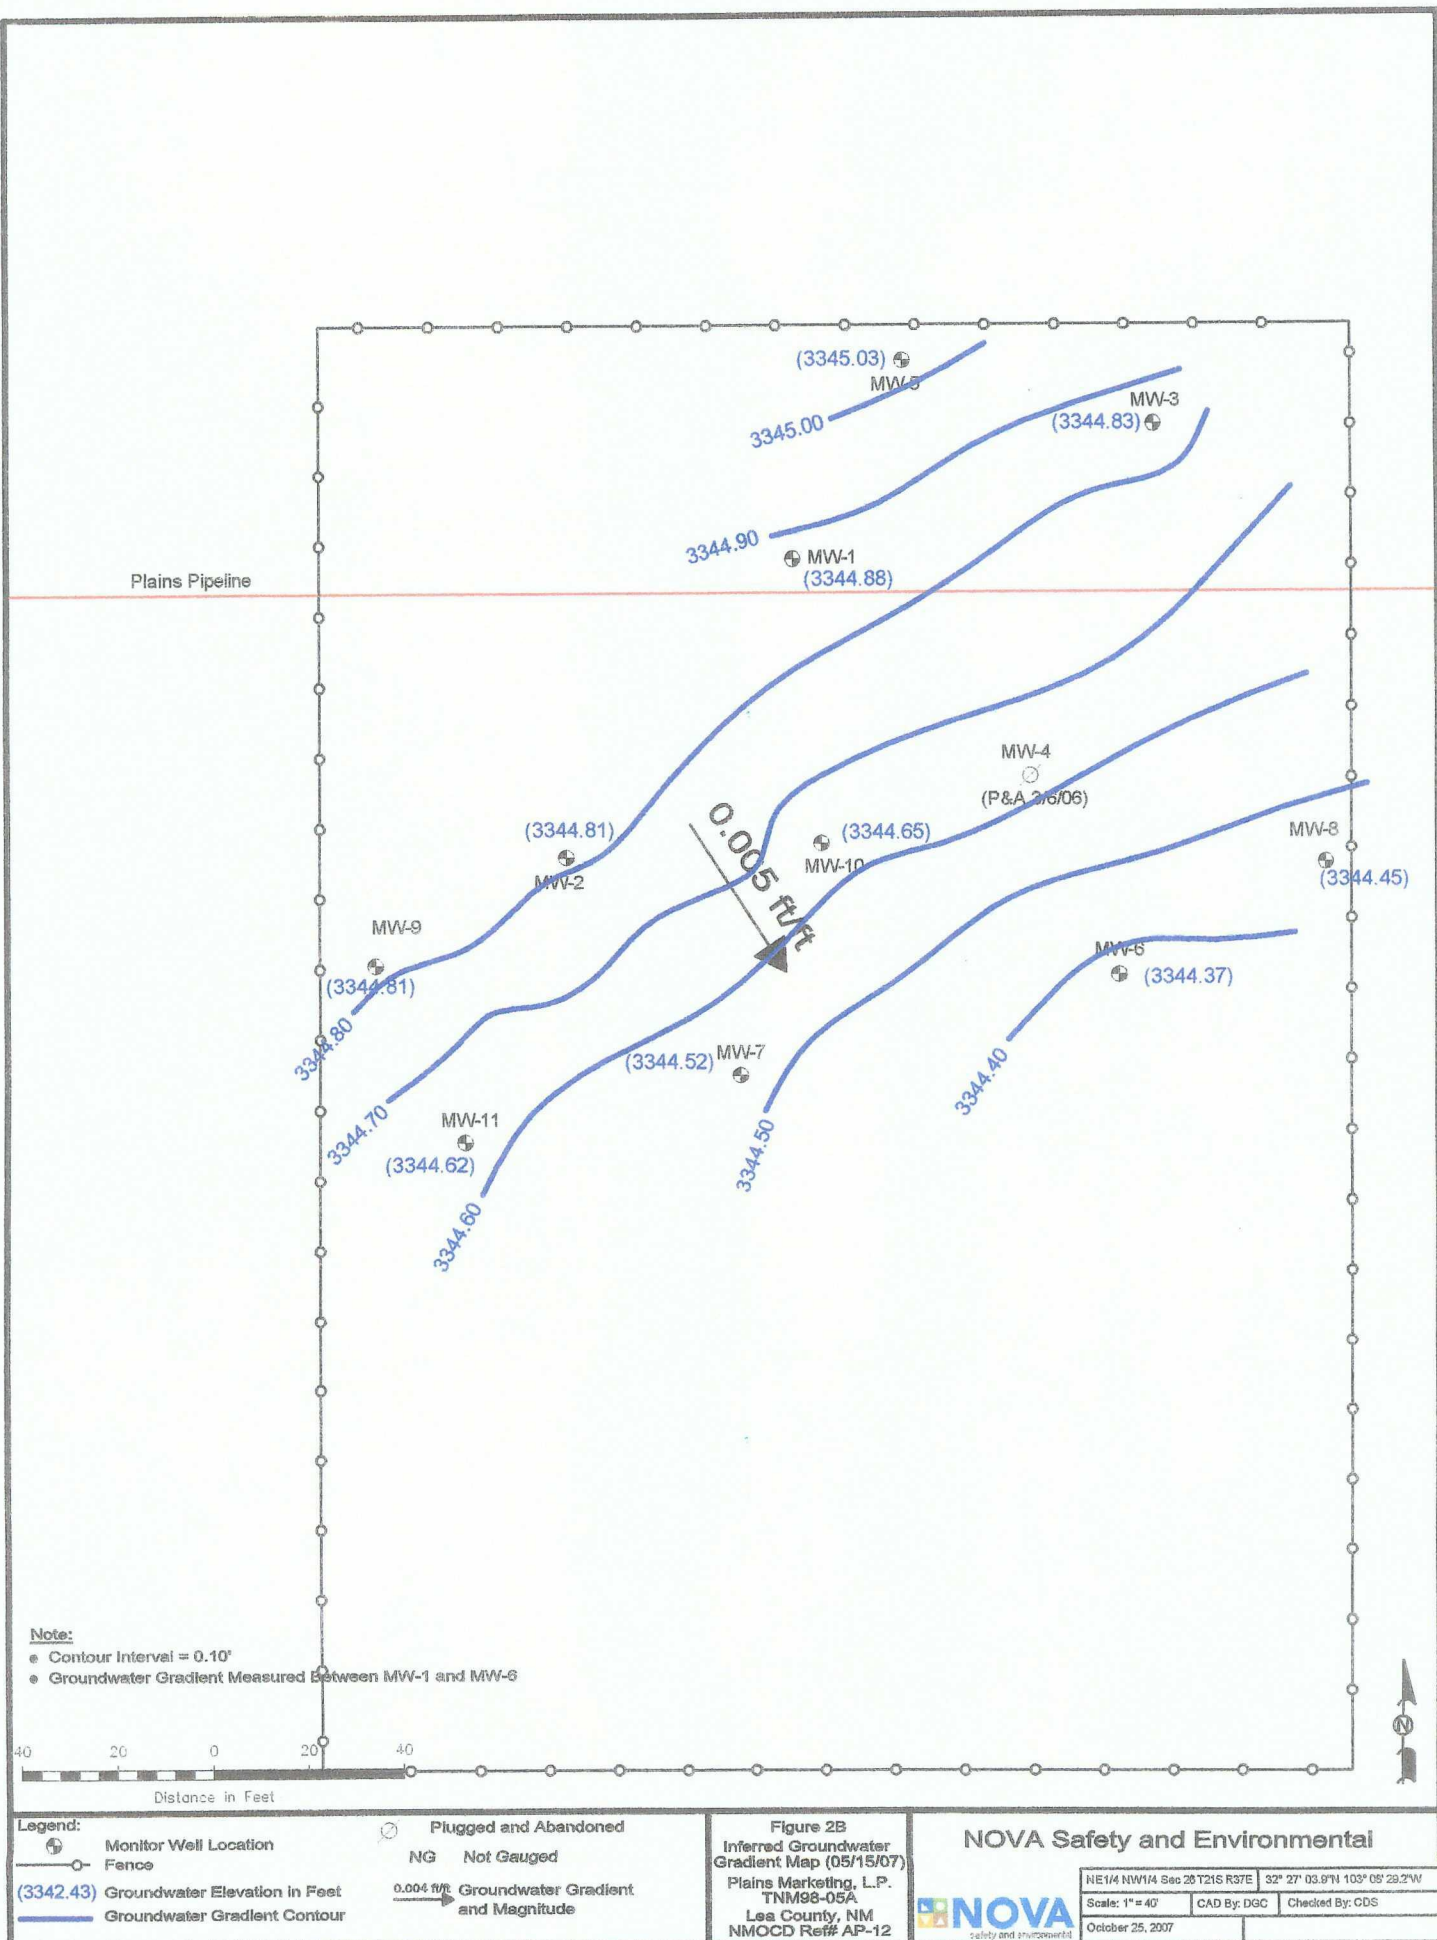 (3345.03)
MW-5
3345.00
MW-3
(3344.83)
3344.90
MW-1
(3344.88)
Plains Pipeline
MW-4
(P&A 3/6/06)
(3344.81)
MW-2
0.005 ft/ft
(3344.65)
MW-10
MW-8
(3344.45)
MW-9
(3344.81)
3344.80
MW-6
(3344.37)
(3344.52)
MW-7
3344.40
3344.70
MW-11
(3344.62)
3344.50
3344.60
Note:
Contour Interval = 0.10'
Groundwater Gradient Measured Between MW-1 and MW-6
N
40 20 0 20 40
Distance in Feet
Legend:
Monitor Well Location
Fence
(3342.43) Groundwater Elevation in Feet
Groundwater Gradient Contour
Plugged and Abandoned
NG Not Gauged
0.004 ft/ft Groundwater Gradient
and Magnitude
Figure 2B
Inferred Groundwater
Gradient Map (05/15/07)
Plains Marketing, L.P.
TNM98-05A
Lea County, NM
NMOCD Ref# AP-12
NOVA Safety and Environmental
NOVA
safety and environmental
NE1/4 NW1/4 Sec 26 T21S R37E 32° 27' 03.9"N 103° 05' 29.2"W
Scale: 1" = 40' CAD By: DGC Checked By: CDS
October 25, 2007